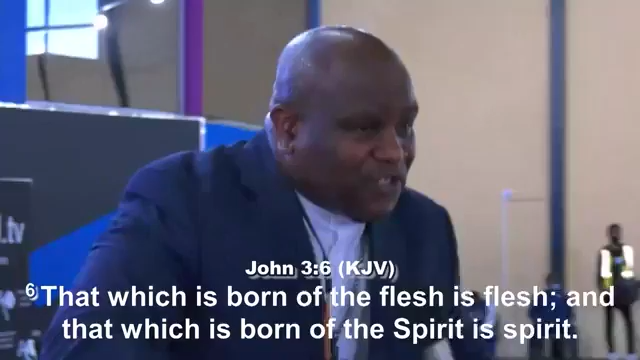 l.tv
John 3:6 (KJV)
6 That which is born of the flesh is flesh; and
that which is born of the Spirit is spirit.